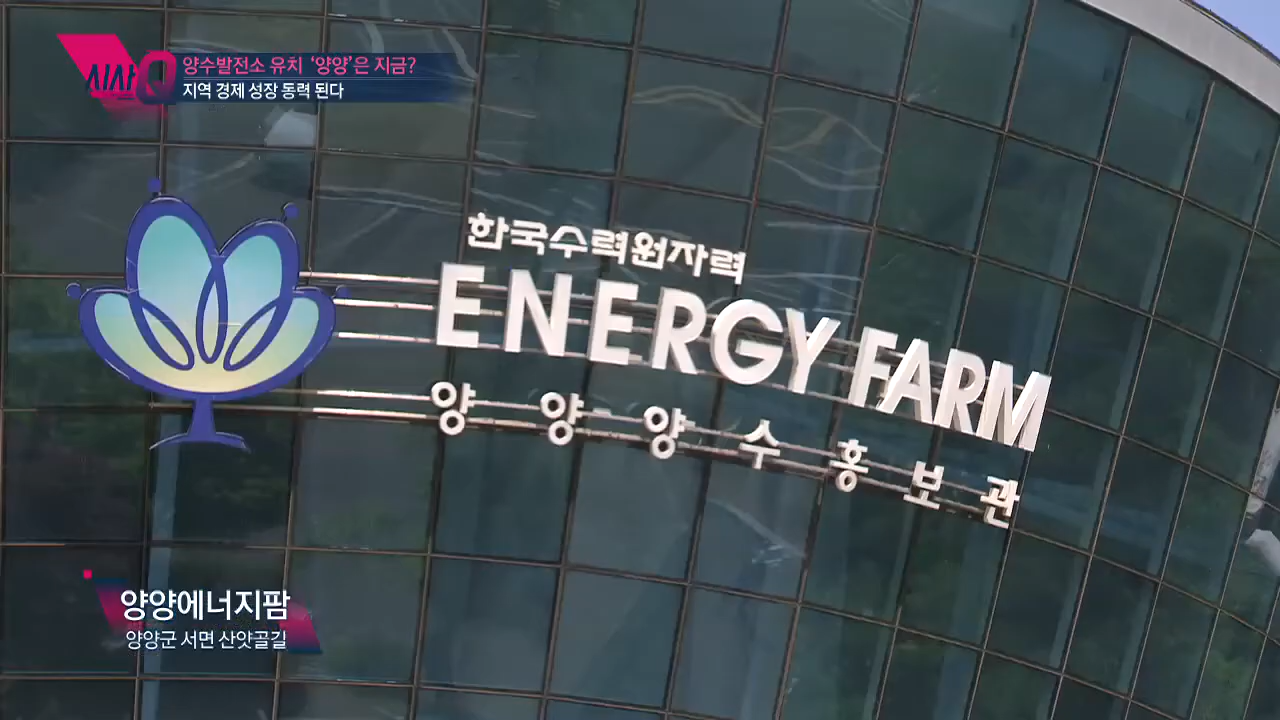 시사Q
양수발전소 유치 '양양'은 지금?
지역 경제 성장 동력 된다
한국수력원자력
ENERGY FARM
양양양수홍보관
양양에너지팜
양양군 서면 산얏골길